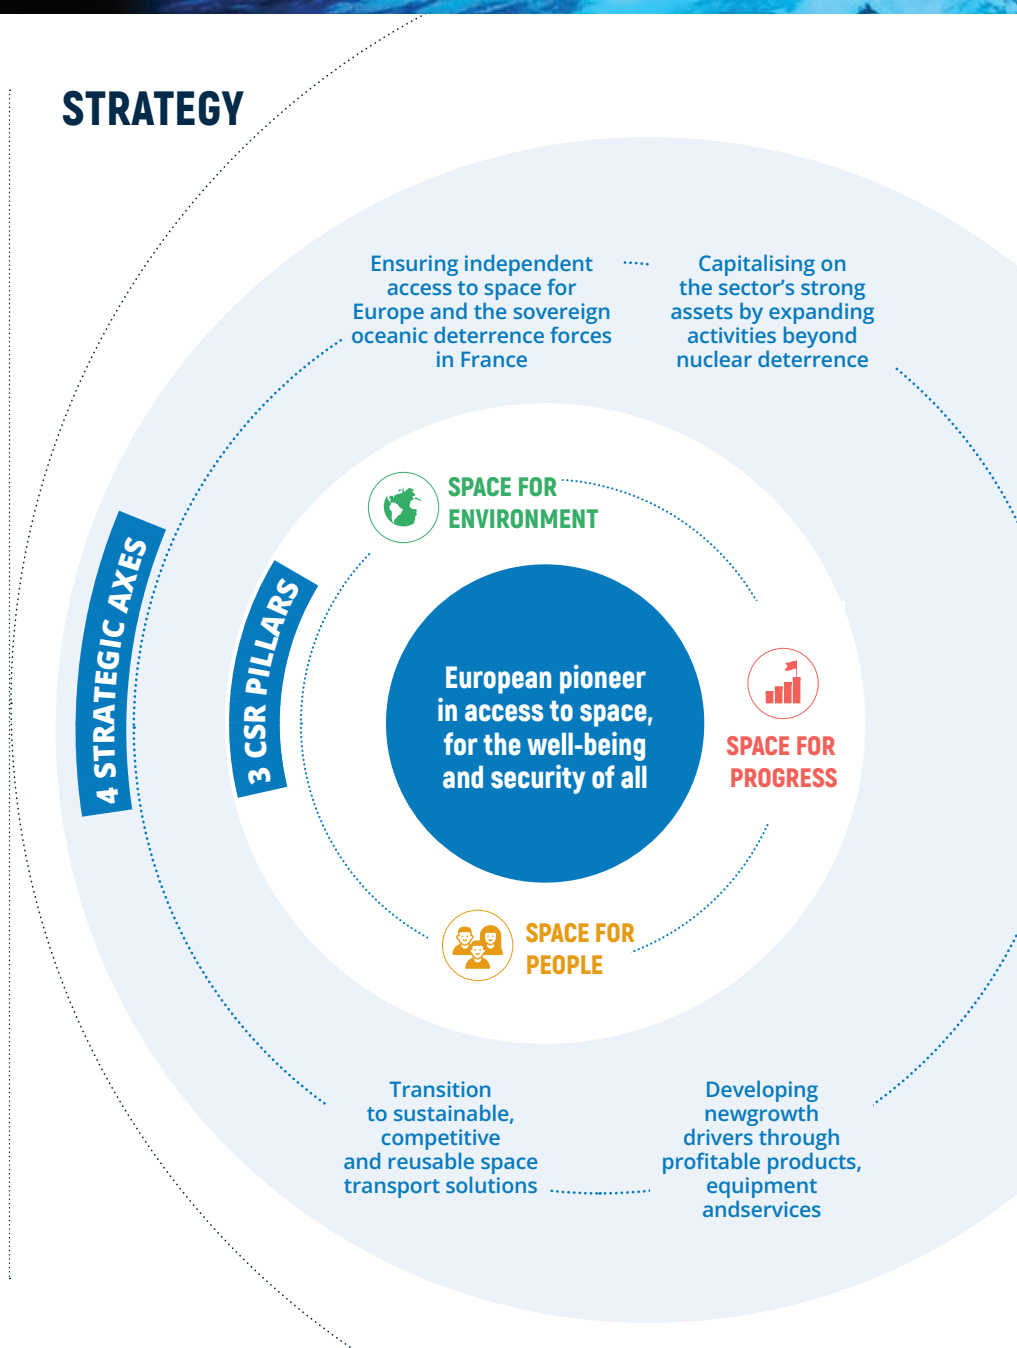 STRATEGY
Ensuring independent
access to space for
Europe and the sovereign
oceanic deterrence forces
in France
Capitalising on
the sector's strong
assets by expanding
activities beyond
nuclear deterrence
4 STRATEGIC AXES
3 CSR PILLARS
SPACE FOR
ENVIRONMENT
European pioneer
in access to space,
for the well-being
and security of all
SPACE FOR
PROGRESS
SPACE FOR
PEOPLE
Transition
to sustainable,
competitive
and reusable space
transport solutions
Developing
newgrowth
drivers through
profitable products,
equipment
andservices